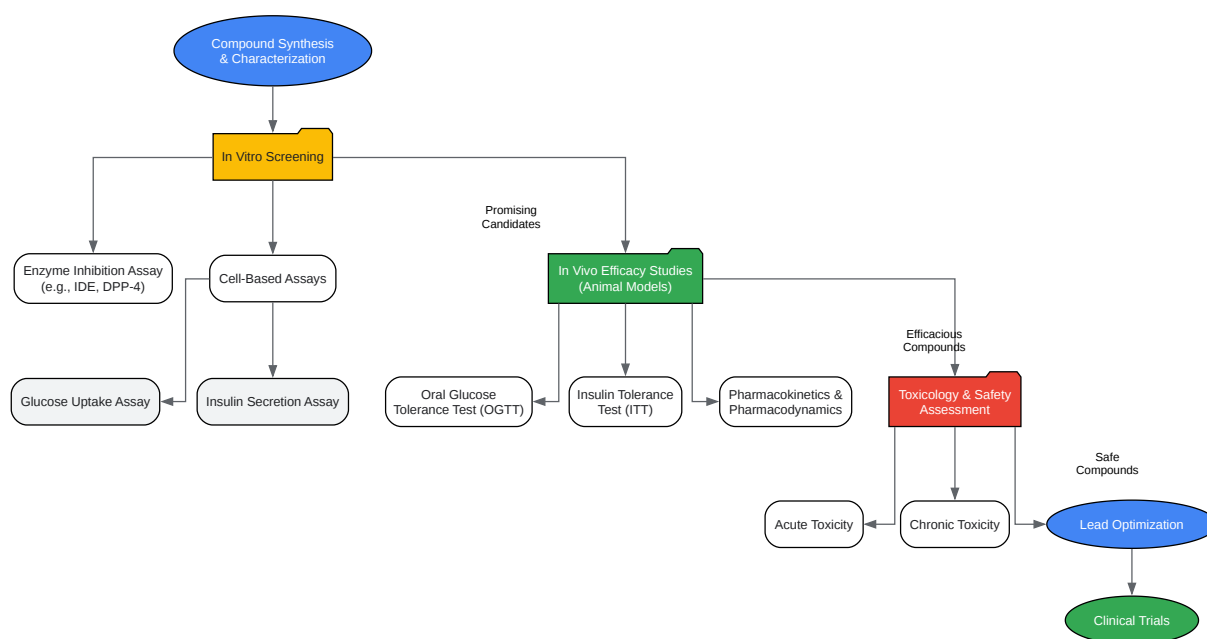 Compound Synthesis
& Characterization
In Vitro Screening
Promising
Candidates
Enzyme Inhibition Assay
(e.g., IDE, DPP-4)
Cell-Based Assays
In Vivo Efficacy Studies
(Animal Models)
Efficacious
Compounds
Glucose Uptake Assay
Insulin Secretion Assay
Oral Glucose
Tolerance Test (OGTT)
Insulin Tolerance
Test (ITT)
Pharmacokinetics &
Pharmacodynamics
Toxicology & Safety
Assessment
Safe
Compounds
Acute Toxicity
Chronic Toxicity
Lead Optimization
Clinical Trials